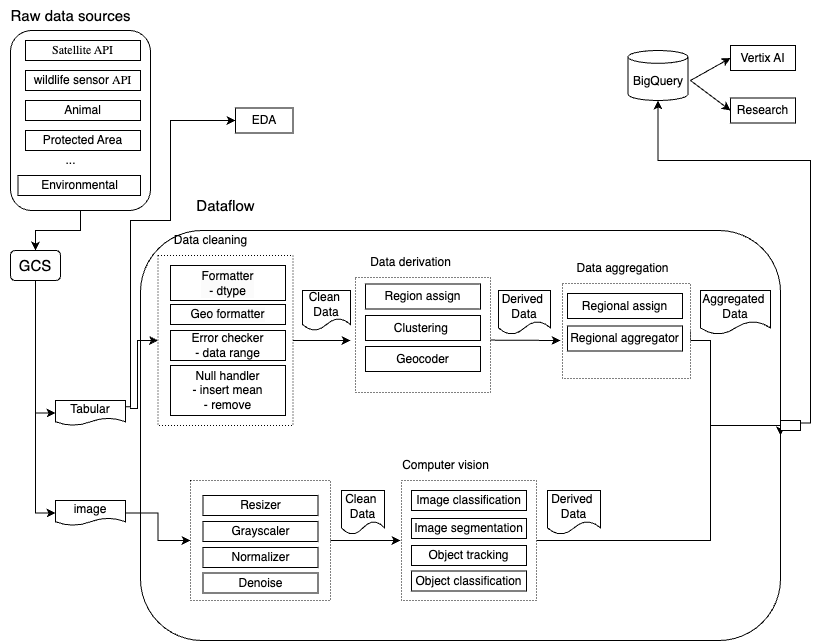 Raw data sources
Satellite API
wildlife sensor API
Animal
Protected Area
...
Environmental
GCS
EDA
BigQuery
Vertix AI
Research
Dataflow
Data cleaning
Formatter
- dtype
Geo formatter
Error checker
- data range
Null handler
- insert mean
- remove
Clean
Data
Data derivation
Region assign
Clustering
Geocoder
Derived
Data
Data aggregation
Regional assign
Regional aggregator
Aggregated
Data
Tabular
image
Resizer
Grayscaler
Normalizer
Denoise
Clean
Data
Computer vision
Image classification
Image segmentation
Object tracking
Object classification
Derived
Data